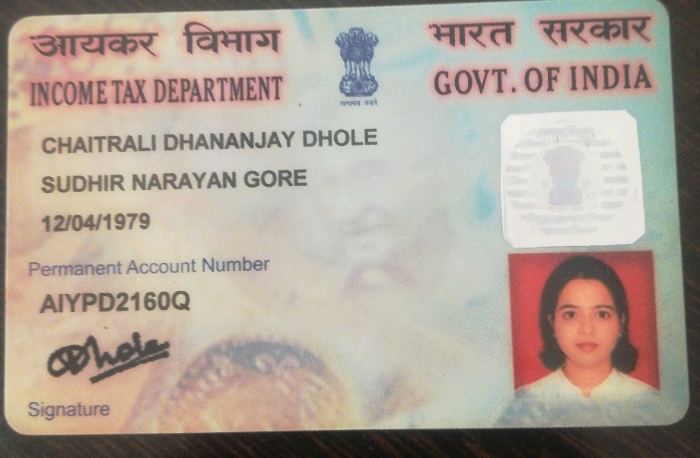 आयकर विभाग
INCOME TAX DEPARTMENT
भारत सरकार
GOVT. OF INDIA
सत्यमेव जयते
CHAITRALI DHANANJAY DHOLE
SUDHIR NARAYAN GORE
12/04/1979
Permanent Account Number
AIYPD2160Q
Dhole
Signature